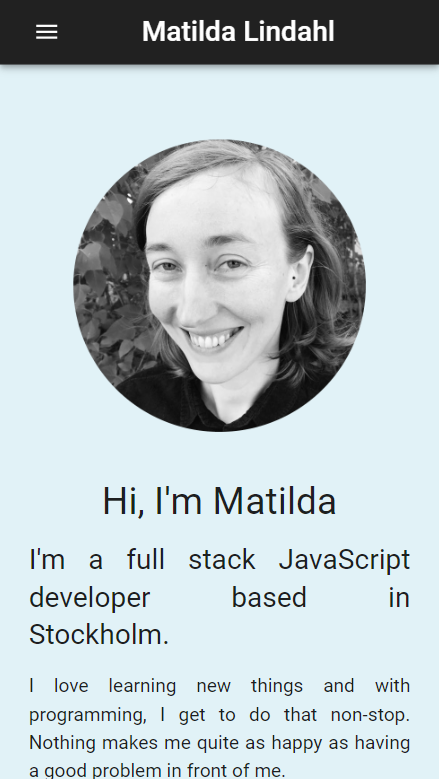 Matilda Lindahl
Hi, I'm Matilda
I'm a full stack JavaScript
developer based in
Stockholm.
I love learning new things and with
programming, I get to do that non-stop.
Nothing makes me quite as happy as having
a good problem in front of me.